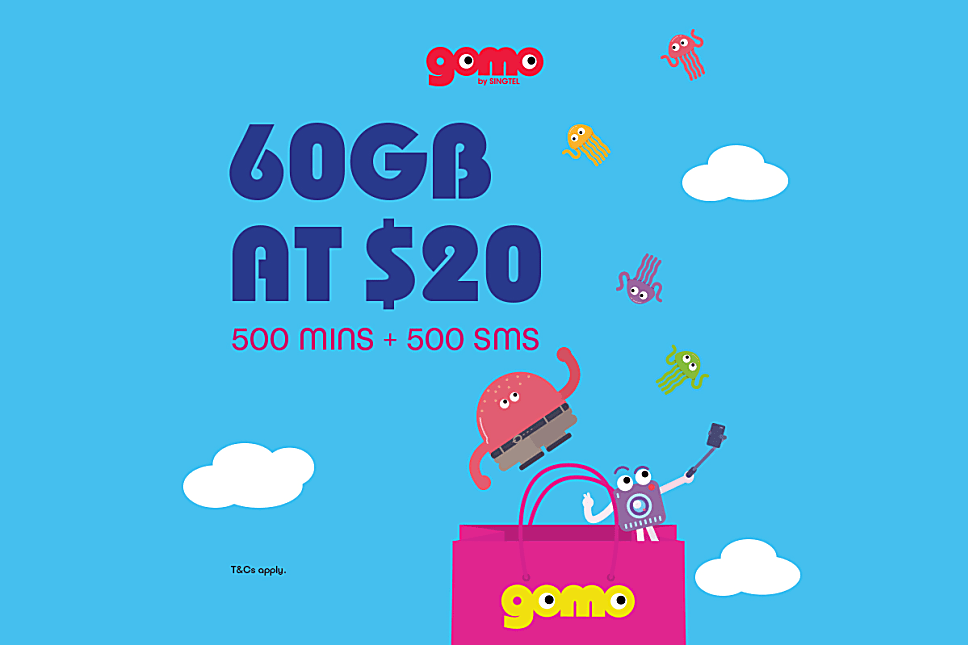 gomo
by SINGTEL
60GB
AT $20
500 MINS + 500 SMS
T&Cs apply.
gomo